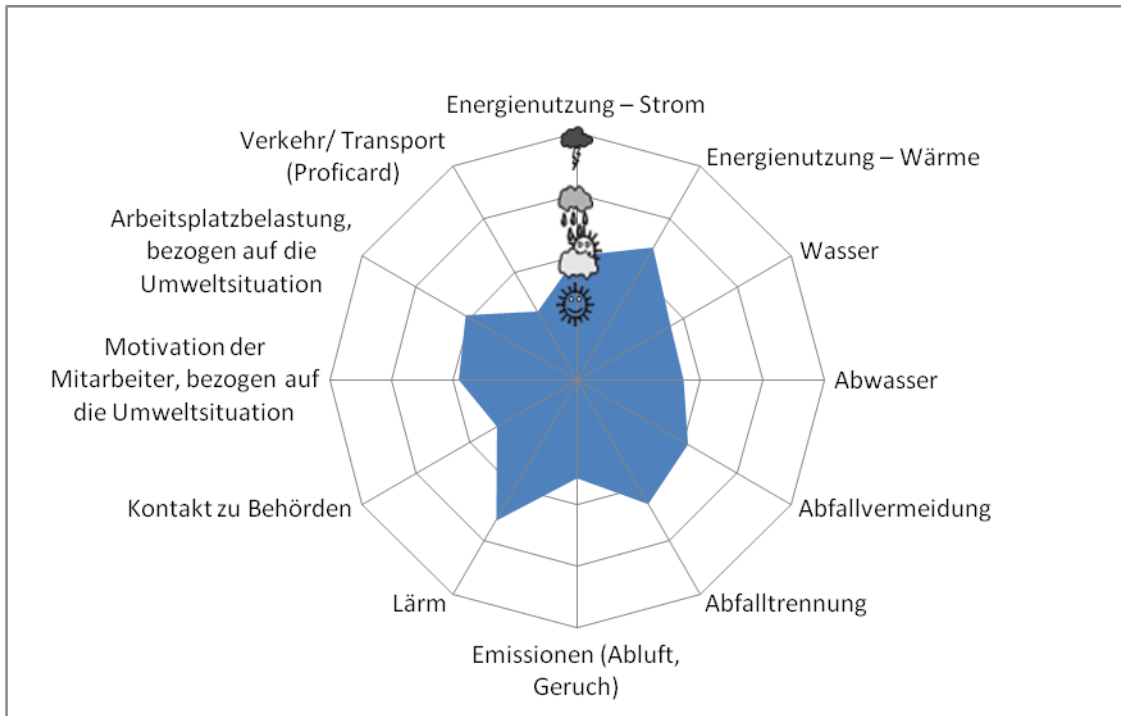 Energienutzung – Strom
Verkehr/ Transport
(Proficard)
Energienutzung – Wärme
Arbeitsplatzbelastung,
bezogen auf die
Umweltsituation
Wasser
Motivation der
Mitarbeiter, bezogen auf
die Umweltsituation
Abwasser
Kontakt zu Behörden
Abfallvermeidung
Lärm
Abfalltrennung
Emissionen (Abluft,
Geruch)